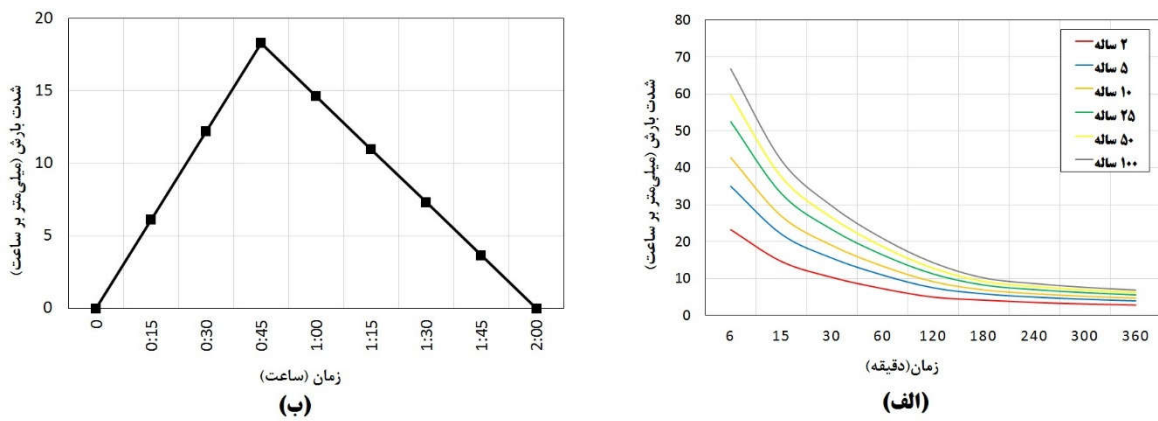 80
70
60
50
40
30
20
10
0
شدت بارش (میلی‌متر بر ساعت)
۲ ساله
۵ ساله
۱۰ ساله
۲۵ ساله
۵۰ ساله
۱۰۰ ساله
6 15 30 60 120 180 240 300 360
زمان(دقیقه)
(الف)
20
15
10
5
0
شدت بارش (میلی‌متر بر ساعت)
0 0:15 0:30 0:45 1:00 1:15 1:30 1:45 2:00
زمان (ساعت)
(ب)